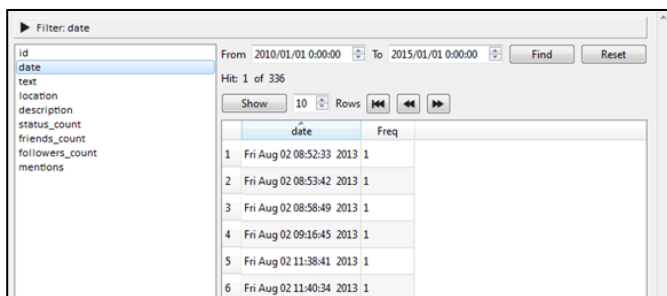 Filter: date
id
date
text
location
description
status_count
friends_count
followers_count
mentions
From 2010/01/01 0:00:00 To 2015/01/01 0:00:00 Find Reset
Hit: 1 of 336
Show 10 Rows
date Freq
1 Fri Aug 02 08:52:33 2013 1
2 Fri Aug 02 08:53:42 2013 1
3 Fri Aug 02 08:58:49 2013 1
4 Fri Aug 02 09:16:45 2013 1
5 Fri Aug 02 11:38:41 2013 1
6 Fri Aug 02 11:40:34 2013 1